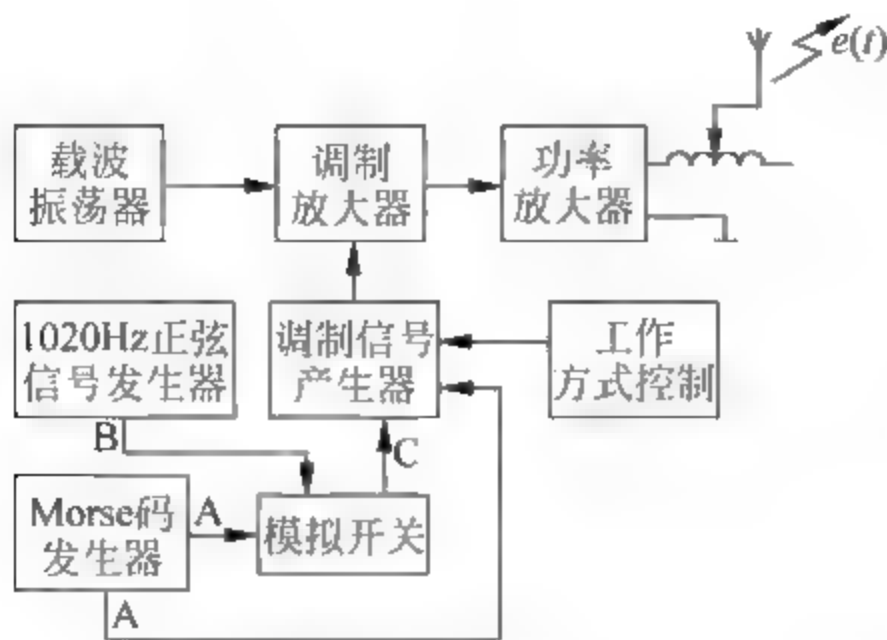 e(t)
载波
振荡器
调制
放大器
功率
放大器
1020Hz正弦
信号发生器
调制信号
产生器
工作
方式控制
B
C
Morse码
发生器
A
模拟开关
A